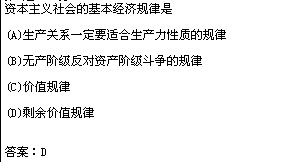 资本主义社会的基本经济规律是
(A)生产关系一定要适合生产力性质的规律
(B)无产阶级反对资产阶级斗争的规律
(C)价值规律
(D)剩余价值规律
答案：D